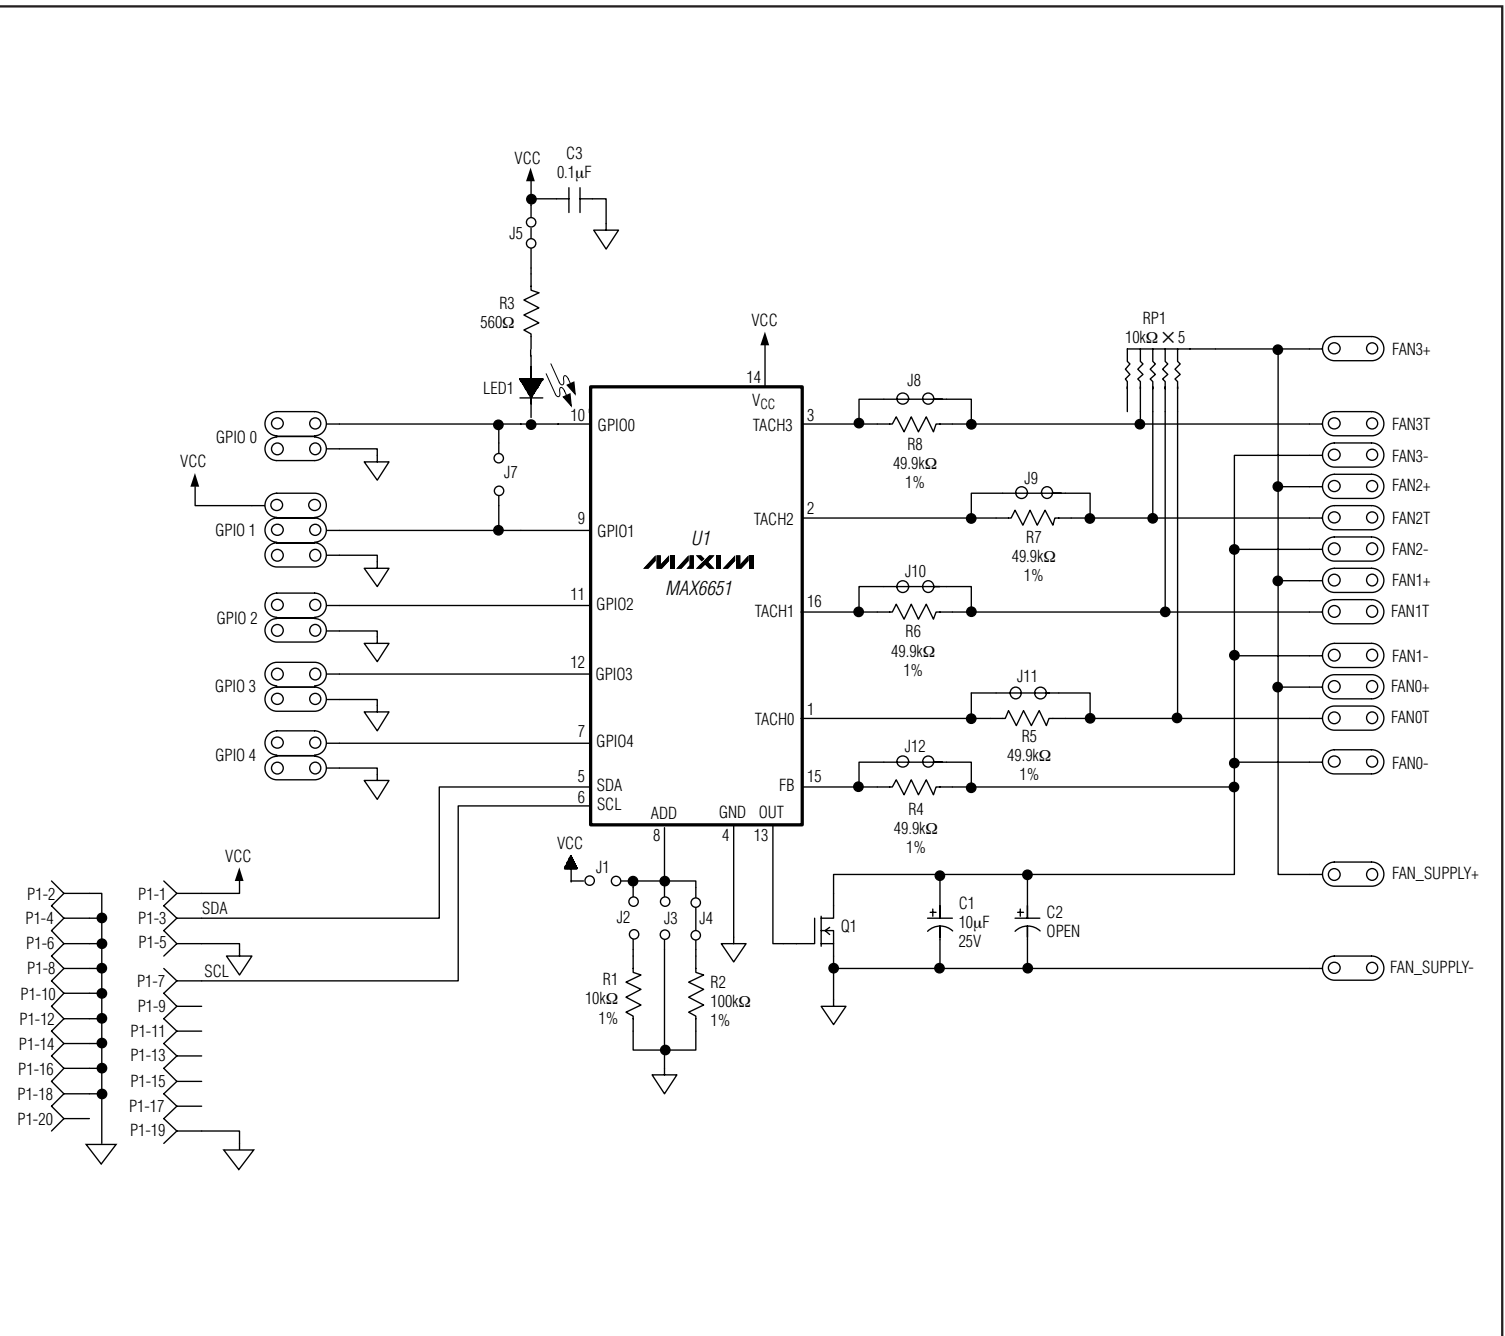 VCC
C3
0.1µF
J5
R3
560Ω
LED1
VCC
14
VCC
RP1
10kΩ × 5
FAN3+
GPIO 0
10
GPIO0
TACH3
3
J8
R8
49.9kΩ
1%
FAN3T
FAN3-
VCC
J7
J9
FAN2+
GPIO 1
9
GPIO1
TACH2
2
R7
49.9kΩ
1%
FAN2T
U1
MAXIM
MAX6651
FAN2-
J10
FAN1+
GPIO 2
11
GPIO2
TACH1
16
R6
49.9kΩ
1%
FAN1T
FAN1-
GPIO 3
12
GPIO3
J11
FAN0+
TACH0
1
R5
49.9kΩ
1%
FAN0T
GPIO 4
7
GPIO4
J12
FAN0-
5
SDA
FB
15
R4
49.9kΩ
1%
6
SCL
ADD
GND
OUT
8
4
13
VCC
J1
J2
J3
J4
R1
10kΩ
1%
R2
100kΩ
1%
Q1
C1
10µF
25V
C2
OPEN
FAN_SUPPLY+
FAN_SUPPLY-
VCC
P1-2
P1-1
P1-4
P1-3
SDA
P1-6
P1-5
P1-8
P1-7
SCL
P1-10
P1-9
P1-12
P1-11
P1-14
P1-13
P1-16
P1-15
P1-18
P1-17
P1-20
P1-19